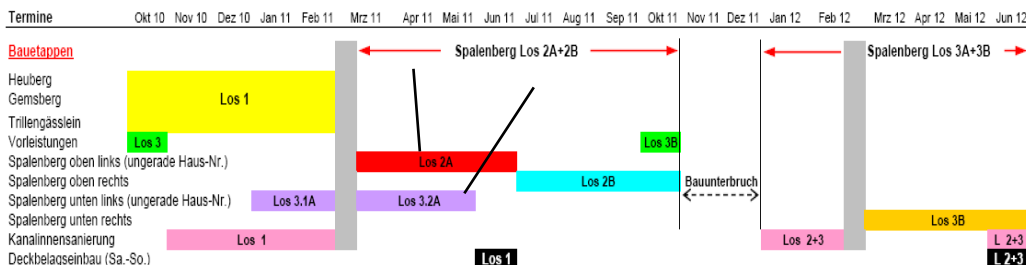 Termine Okt 10 Nov 10 Dez 10 Jan 11 Feb 11 Mrz 11 Apr 11 Mai 11 Jun 11 Jul 11 Aug 11 Sep 11 Okt 11 Nov 11 Dez 11 Jan 12 Feb 12 Mrz 12 Apr 12 Mai 12 Jun 12
Bauetappen Spalenberg Los 2A+2B Spalenberg Los 3A+3B
Heuberg
Gemsberg Los 1
Trillengässlein
Vorleistungen Los 3 Los 3B
Spalenberg oben links (ungerade Haus-Nr.) Los 2A
Spalenberg oben rechts Los 2B Bauunterbruch
Spalenberg unten links (ungerade Haus-Nr.) Los 3.1A Los 3.2A
Spalenberg unten rechts Los 3B
Kanalinnensanierung Los 1 Los 2+3 L 2+3
Deckbelagseinbau (Sa.-So.) Los 1 L 2+3